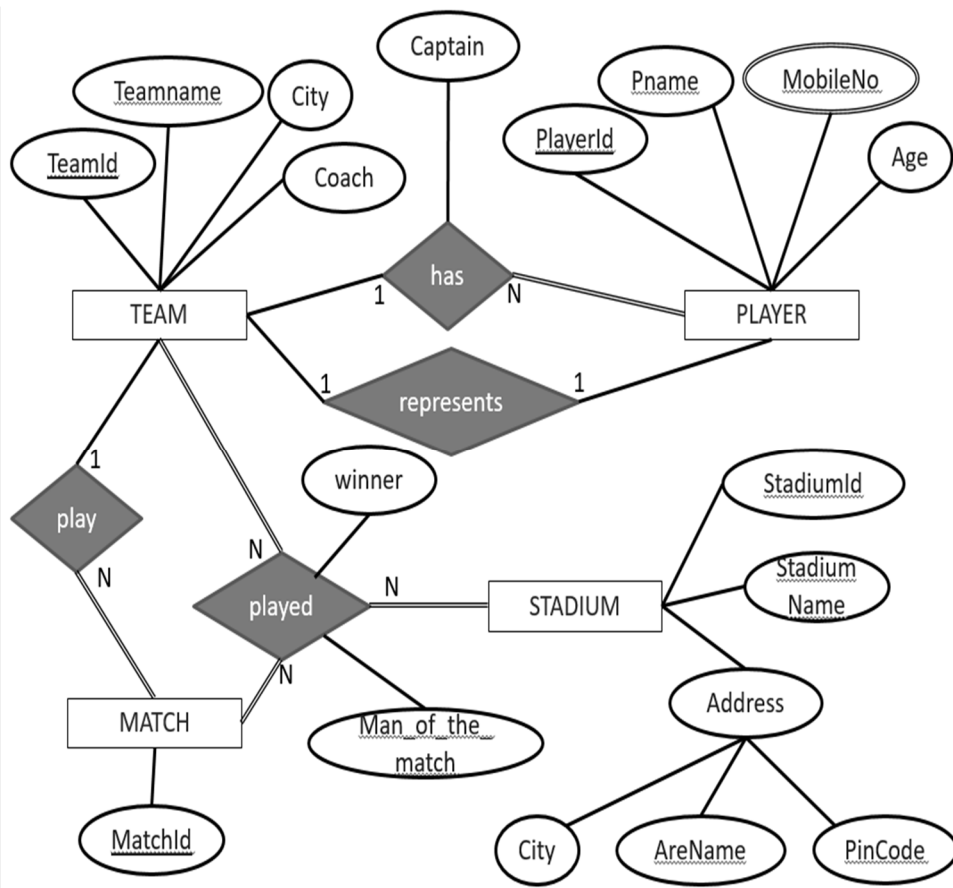 Captain
Teamname
City
Pname
MobileNo
TeamId
Coach
PlayerId
Age
has
1
N
TEAM
PLAYER
1
represents
1
1
winner
StadiumId
play
N
N
N
played
STADIUM
Stadium
Name
N
MATCH
Man_of_the_
match
Address
MatchId
City
AreName
PinCode